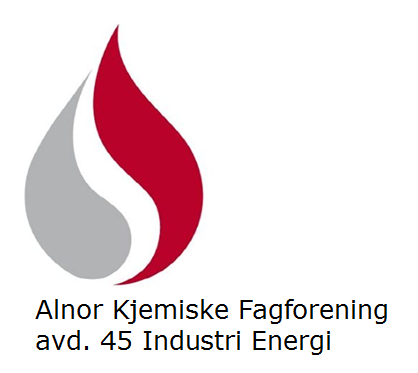 Alnor Kjemiske Fagforening
avd. 45 Industri Energi